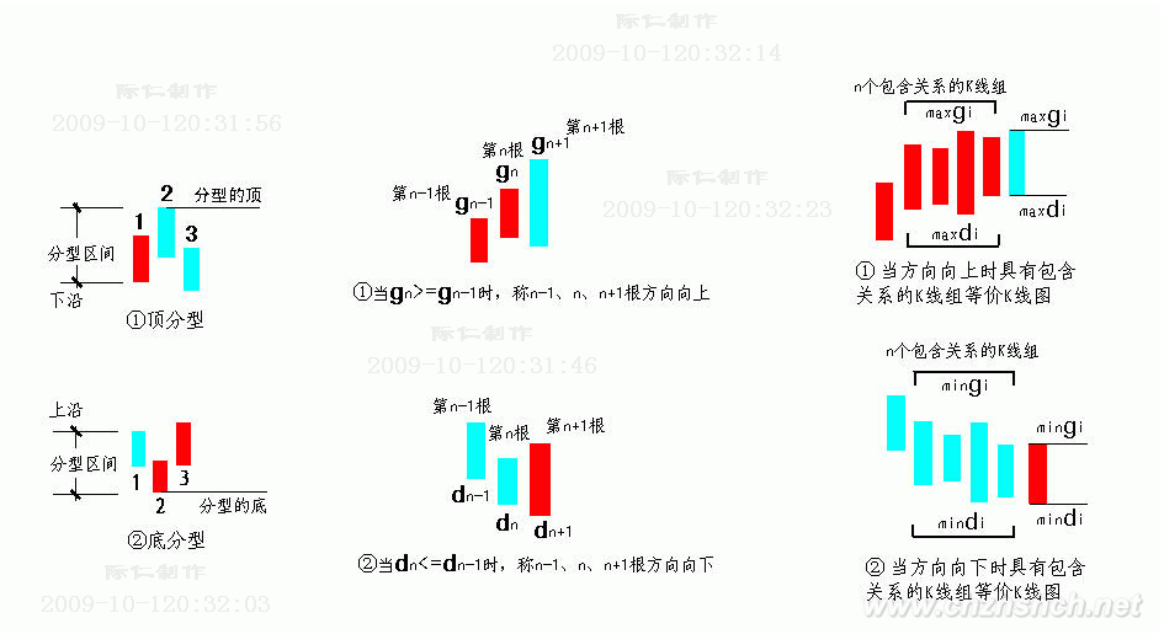 际仁制作
2009-10-120:32:14
际仁制作
2009-10-120:31:56
分型的顶
2
1
3
分型区间
下沿
①顶分型
上沿
分型区间
1
2
3
分型的底
②底分型
际仁制作
2009-10-120:32:03
第n+1根
第n根
gn+1
第n-1根
gn
gn-1
①当gn>=gn-1时，称n-1、n、n+1根方向向上
际仁制作
2009-10-120:32:23
际仁制作
2009-10-120:31:46
第n-1根
第n根
第n+1根
dn-1
dn
dn+1
②当dn<=dn-1时，称n-1、n、n+1根方向向下
n个包含关系的K线组
maxgi
maxgi
maxdi
maxdi
①当方向向上时具有包含
关系的K线组等价K线图
n个包含关系的K线组
mingi
mingi
mindi
mindi
②当方向向下时具有包含
关系的K线组等价K线图
www.cnznshch.net